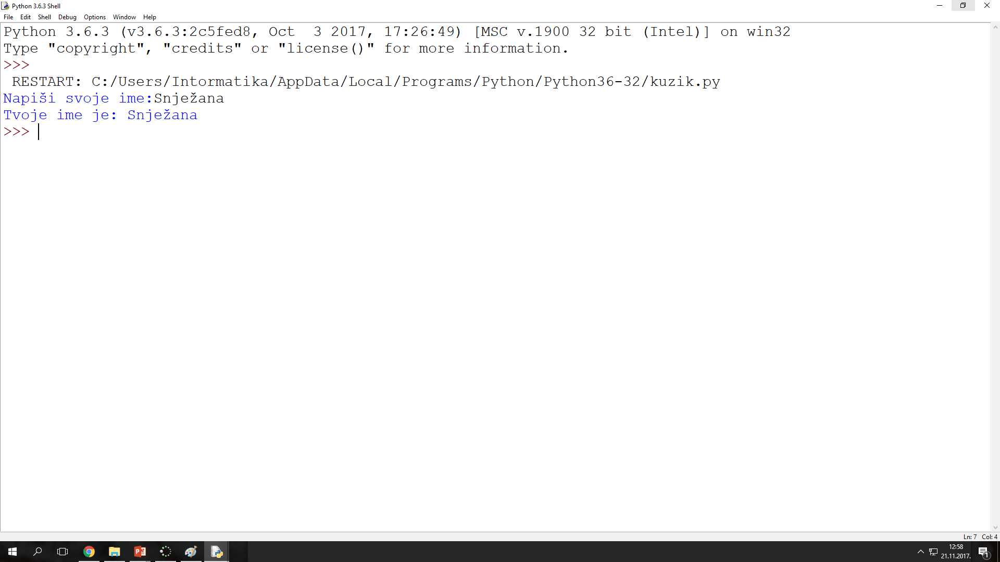 Python 3.6.3 Shell
File Edit Shell Debug Options Window Help
Python 3.6.3 (v3.6.3:2c5fed8, Oct  3 2017, 17:26:49) [MSC v.1900 32 bit (Intel)] on win32
Type "copyright", "credits" or "license()" for more information.
>>>
 RESTART: C:/Users/Intormatika/AppData/Local/Programs/Python/Python36-32/kuzik.py
Napiši svoje ime:Snježana
Tvoje ime je: Snježana
>>>
Ln: 7 Col: 4
12:58
21.11.2017.
1